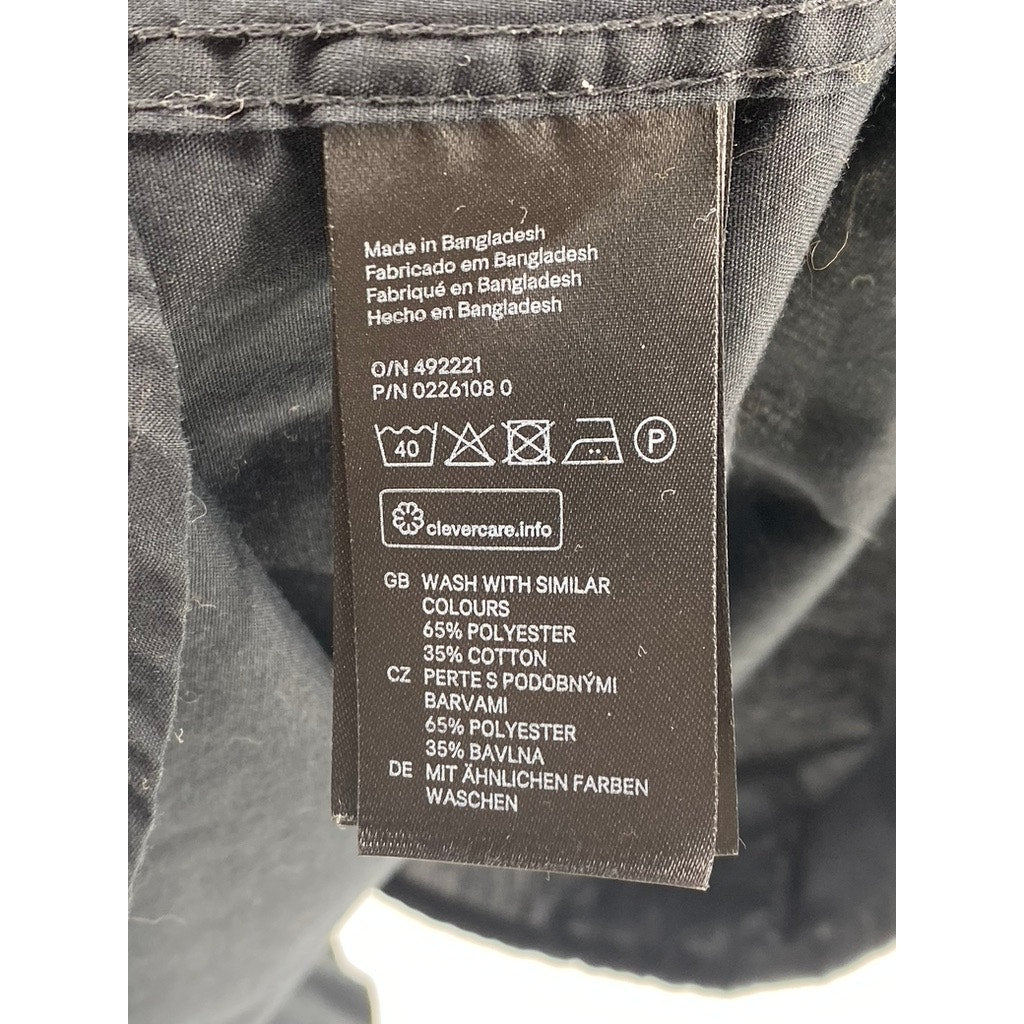 Made in Bangladesh
Fabricado em Bangladesh
Fabriqué en Bangladesh
Hecho en Bangladesh
O/N 492221
P/N 0226108 0
40 P
clevercare.info
GB WASH WITH SIMILAR
COLOURS
65% POLYESTER
35% COTTON
CZ PERTE S PODOBNÝMI
BARVAMI
65% POLYESTER
35% BAVLNA
DE MIT ÄHNLICHEN FARBEN
WASCHEN